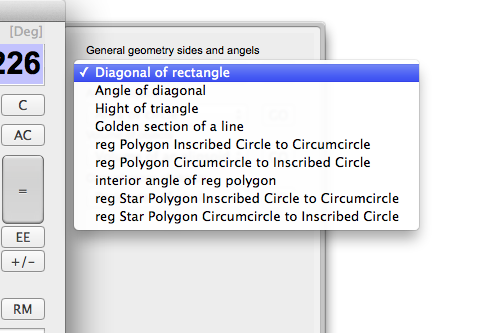 [Deg]
226
General geometry sides and angels
✓ Diagonal of rectangle
Angle of diagonal
Hight of triangle
Golden section of a line
reg Polygon Inscribed Circle to Circumcircle
reg Polygon Circumcircle to Inscribed Circle
interior angle of reg polygon
reg Star Polygon Inscribed Circle to Circumcircle
reg Star Polygon Circumcircle to Inscribed Circle
C
AC
=
EE
+/-
RM